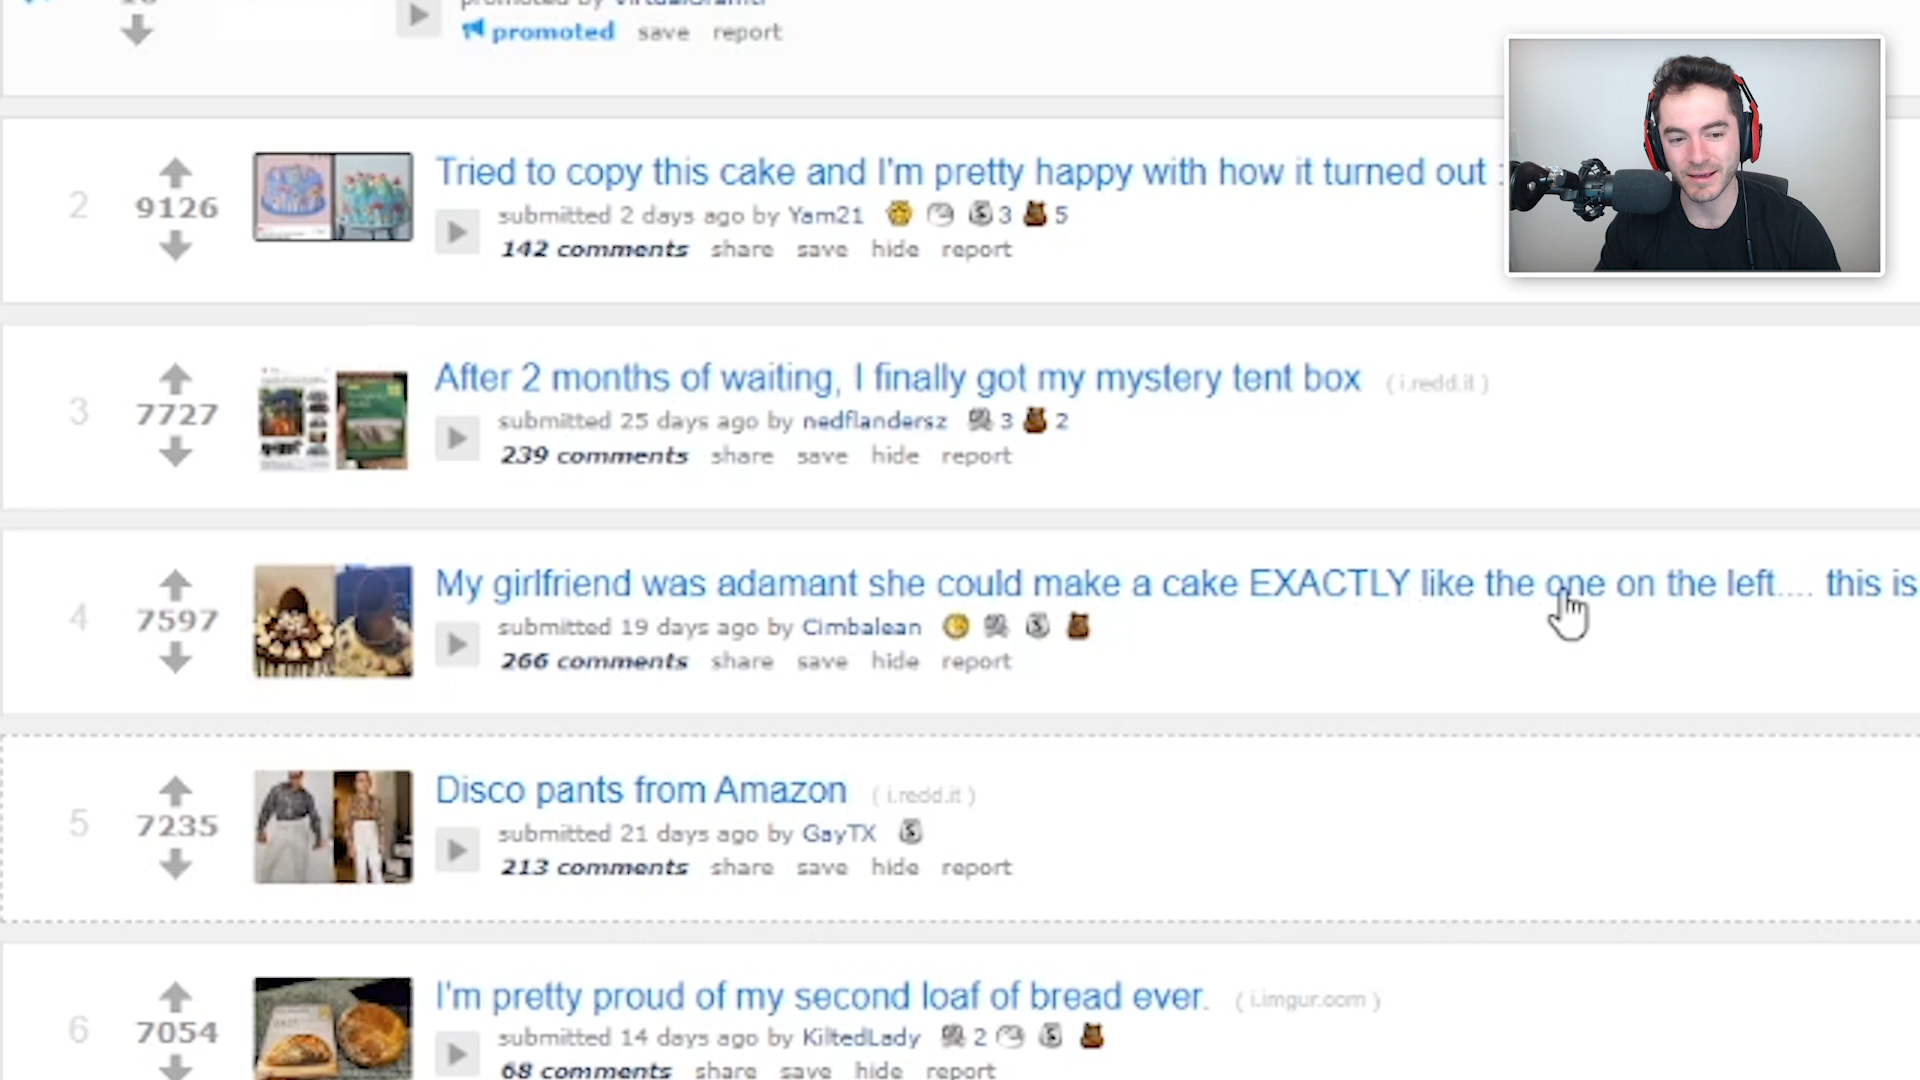 promoted by
promoted save report
2
9126
Tried to copy this cake and I'm pretty happy with how it turned out :
submitted 2 days ago by Yam21 3 5
142 comments share save hide report
3
7727
After 2 months of waiting, I finally got my mystery tent box ( i.redd.it )
submitted 25 days ago by nedflandersz 3 2
239 comments share save hide report
4
7597
My girlfriend was adamant she could make a cake EXACTLY like the one on the left.... this is
submitted 19 days ago by Cimbalean
266 comments share save hide report
5
7235
Disco pants from Amazon ( i.redd.it )
submitted 21 days ago by GayTX
213 comments share save hide report
6
7054
I'm pretty proud of my second loaf of bread ever. ( i.imgur.com )
submitted 14 days ago by KiltedLady 2
68 comments share save hide report